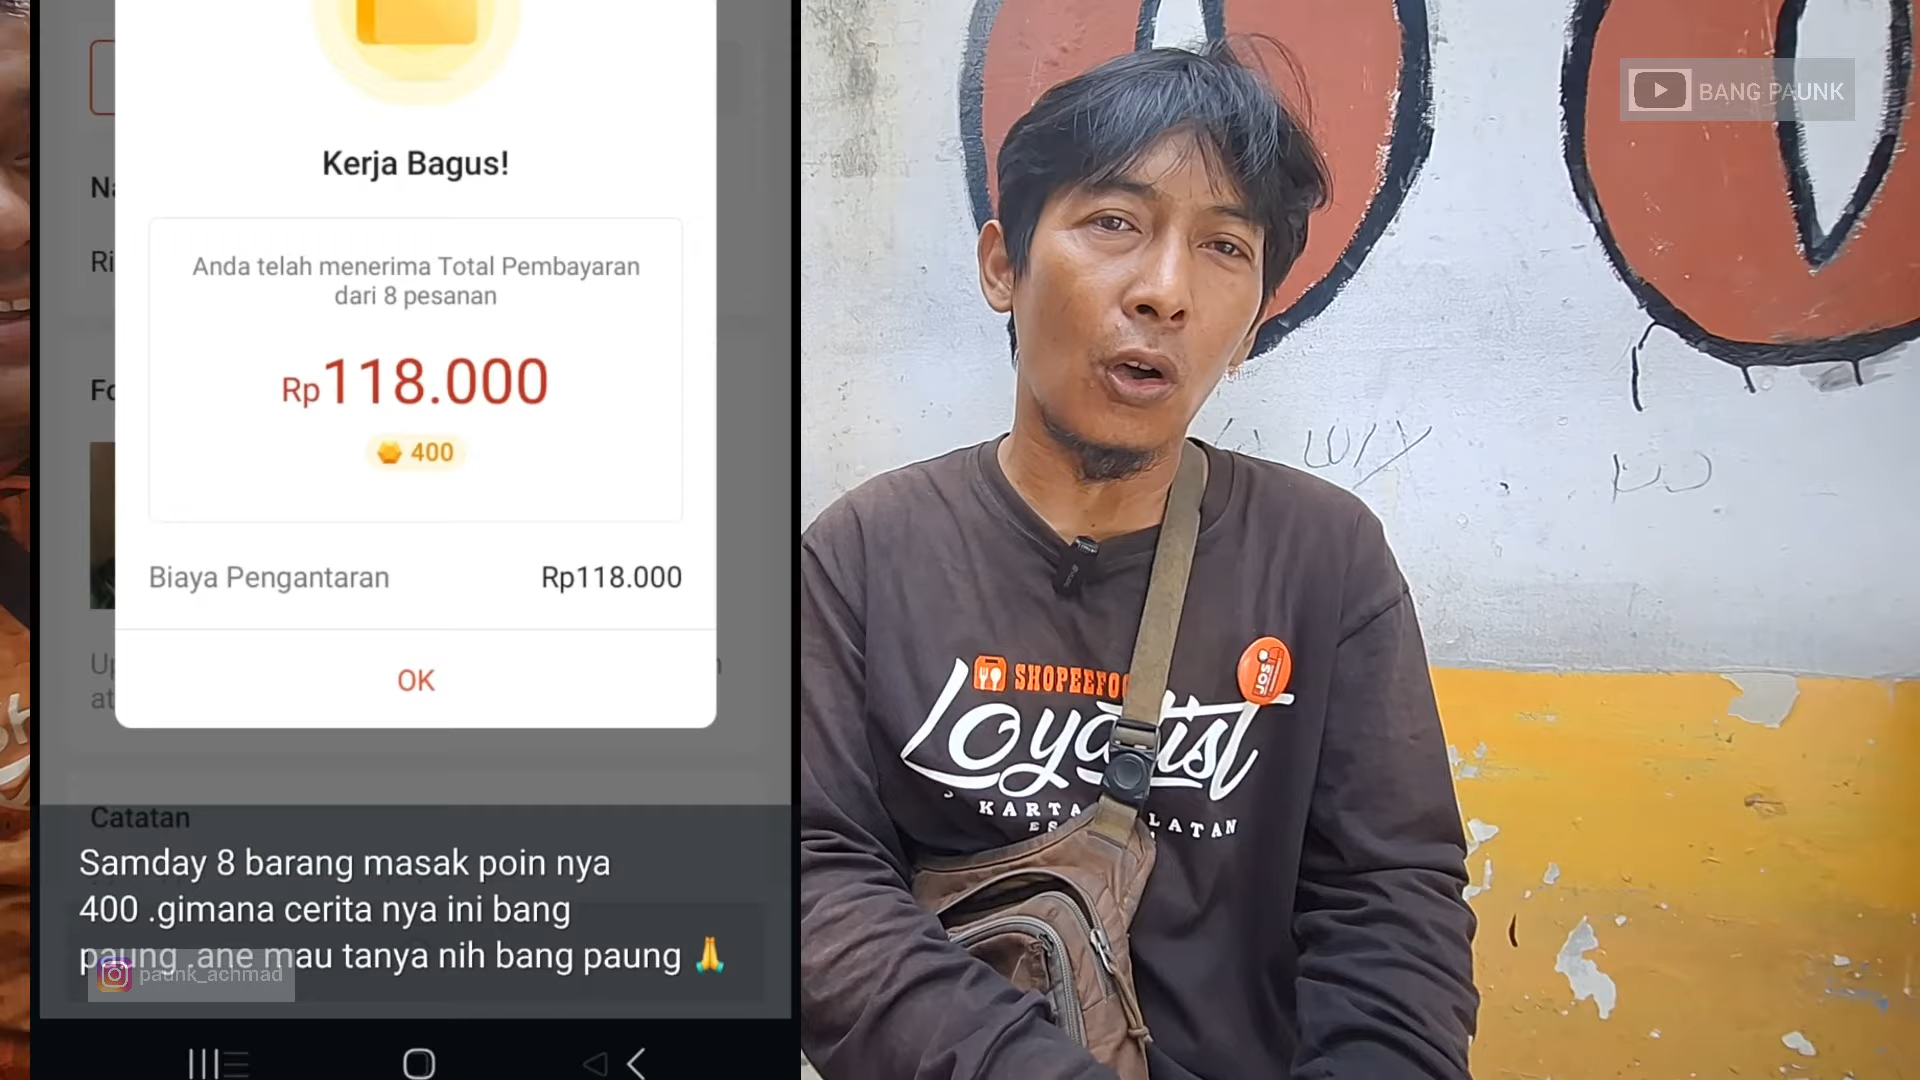 Kerja Bagus!
Anda telah menerima Total Pembayaran
dari 8 pesanan
Rp118.000
400
Biaya Pengantaran Rp118.000
OK
Catatan
Samday 8 barang masak poin nya
400 .gimana cerita nya ini bang
paung .ane mau tanya nih bang paung 🙏
paunk_achmad
BANG PAUNK
SHOPEEFOO
Loyalist
KARTA LATAN